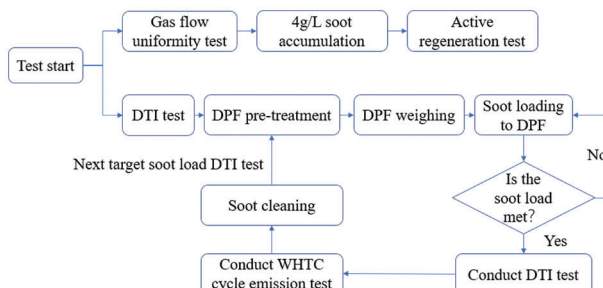 Gas flow
uniformity test
4g/L soot
accumulation
Active
regeneration test
Test start
DTI test
DPF pre-treatment
DPF weighing
Soot loading
to DPF
Next target soot load DTI test
Is the
soot load
met?
Soot cleaning
Yes
Conduct WHTC
cycle emission test
Conduct DTI test